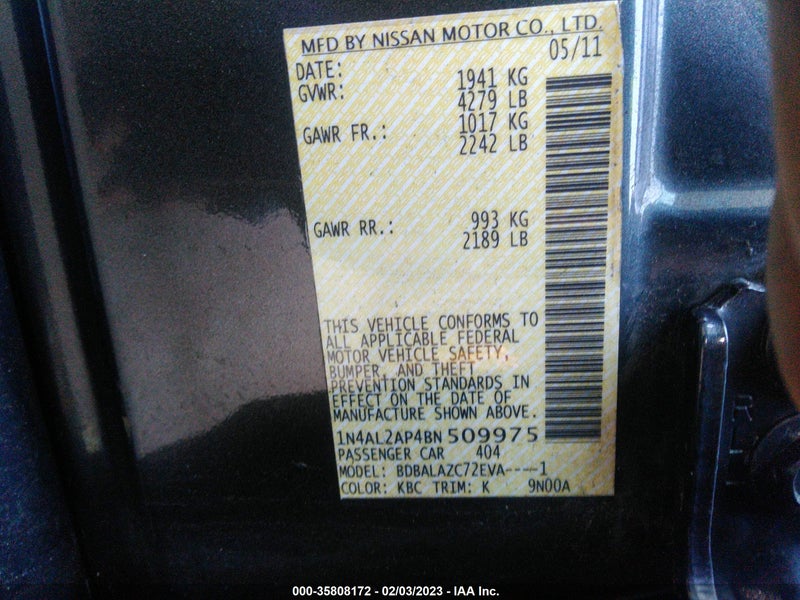 MFD BY NISSAN MOTOR CO., LTD.
DATE: 05/11
GVWR: 1941 KG
4279 LB
GAWR FR.: 1017 KG
2242 LB
GAWR RR.: 993 KG
2189 LB
THIS VEHICLE CONFORMS TO
ALL APPLICABLE FEDERAL
MOTOR VEHICLE SAFETY,
BUMPER, AND THEFT
PREVENTION STANDARDS IN
EFFECT ON THE DATE OF
MANUFACTURE SHOWN ABOVE.
1N4AL2AP4BN 509975
PASSENGER CAR 404
MODEL: BDBALAZC72EVA----1
COLOR: KBC TRIM: K 9N00A
000-35808172 - 02/03/2023 - IAA Inc.